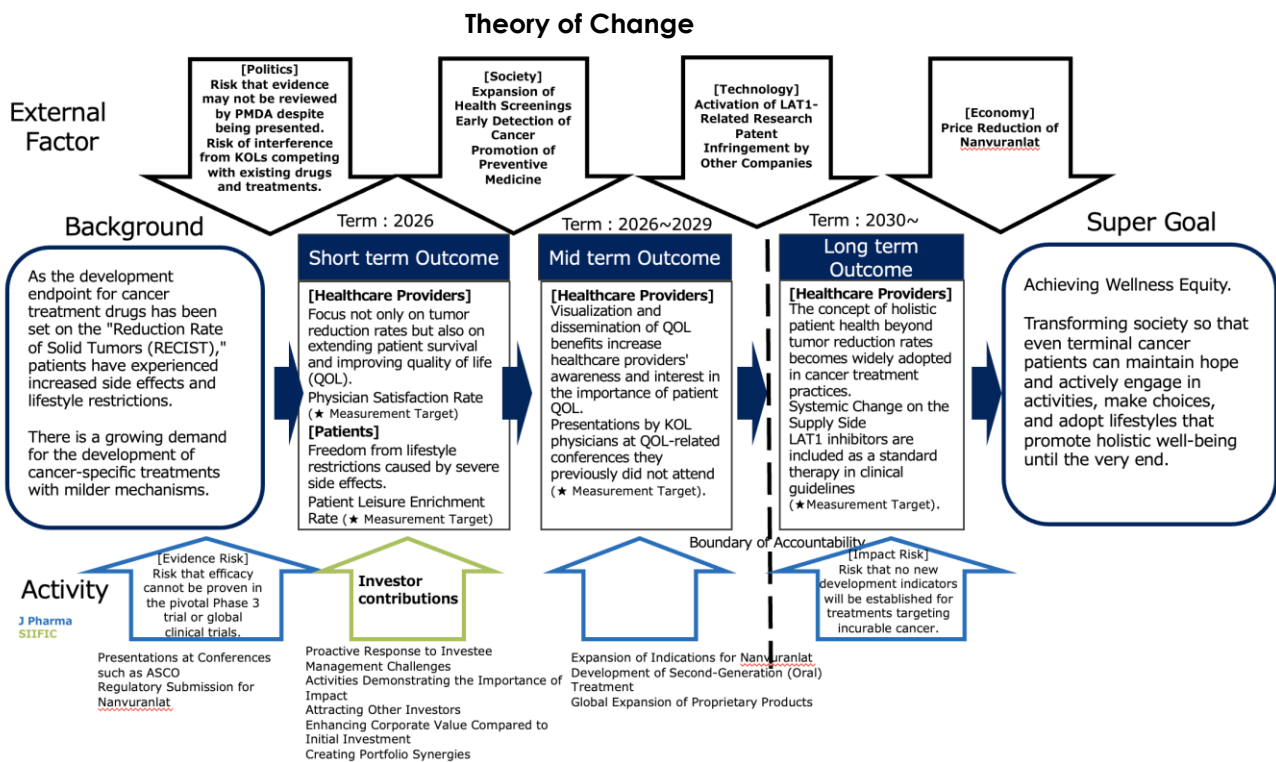 Theory of Change
External
Factor
[Politics]
Risk that evidence
may not be reviewed
by PMDA despite
being presented.
Risk of interference
from KOLs competing
with existing drugs
and treatments.
[Society]
Expansion of
Health Screenings
Early Detection of
Cancer
Promotion of
Preventive
Medicine
[Technology]
Activation of LAT1-
Related Research
Patent
Infringement by
Other Companies
[Economy]
Price Reduction of
Nanvuranlat
Background
As the development
endpoint for cancer
treatment drugs has been
set on the "Reduction Rate
of Solid Tumors (RECIST),"
patients have experienced
increased side effects and
lifestyle restrictions.
There is a growing demand
for the development of
cancer-specific treatments
with milder mechanisms.
Term : 2026
Short term Outcome
[Healthcare Providers]
Focus not only on tumor
reduction rates but also on
extending patient survival
and improving quality of life
(QOL).
Physician Satisfaction Rate
(★ Measurement Target)
[Patients]
Freedom from lifestyle
restrictions caused by severe
side effects.
Patient Leisure Enrichment
Rate (★ Measurement Target)
Term : 2026~2029
Mid term Outcome
[Healthcare Providers]
Visualization and
dissemination of QOL
benefits increase
healthcare providers'
awareness and interest in
the importance of patient
QOL.
Presentations by KOL
physicians at QOL-related
conferences they
previously did not attend
(★ Measurement Target).
Term : 2030~
Long term
Outcome
[Healthcare Providers]
The concept of holistic
patient health beyond
tumor reduction rates
becomes widely adopted
in cancer treatment
practices.
Systemic Change on the
Supply Side
LAT1 inhibitors are
included as a standard
therapy in clinical
guidelines
(★Measurement Target).
Super Goal
Achieving Wellness Equity.
Transforming society so that
even terminal cancer
patients can maintain hope
and actively engage in
activities, make choices,
and adopt lifestyles that
promote holistic well-being
until the very end.
Boundary of Accountability
Activity
J Pharma
SIIFIC
[Evidence Risk]
Risk that efficacy
cannot be proven in
the pivotal Phase 3
trial or global
clinical trials.
Presentations at Conferences
such as ASCO
Regulatory Submission for
Nanvuranlat
Investor
contributions
Proactive Response to Investee
Management Challenges
Activities Demonstrating the Importance of
Impact
Attracting Other Investors
Enhancing Corporate Value Compared to
Initial Investment
Creating Portfolio Synergies
Expansion of Indications for Nanvuranlat
Development of Second-Generation (Oral)
Treatment
Global Expansion of Proprietary Products
[Impact Risk]
Risk that no new
development indicators
will be established for
treatments targeting
incurable cancer.